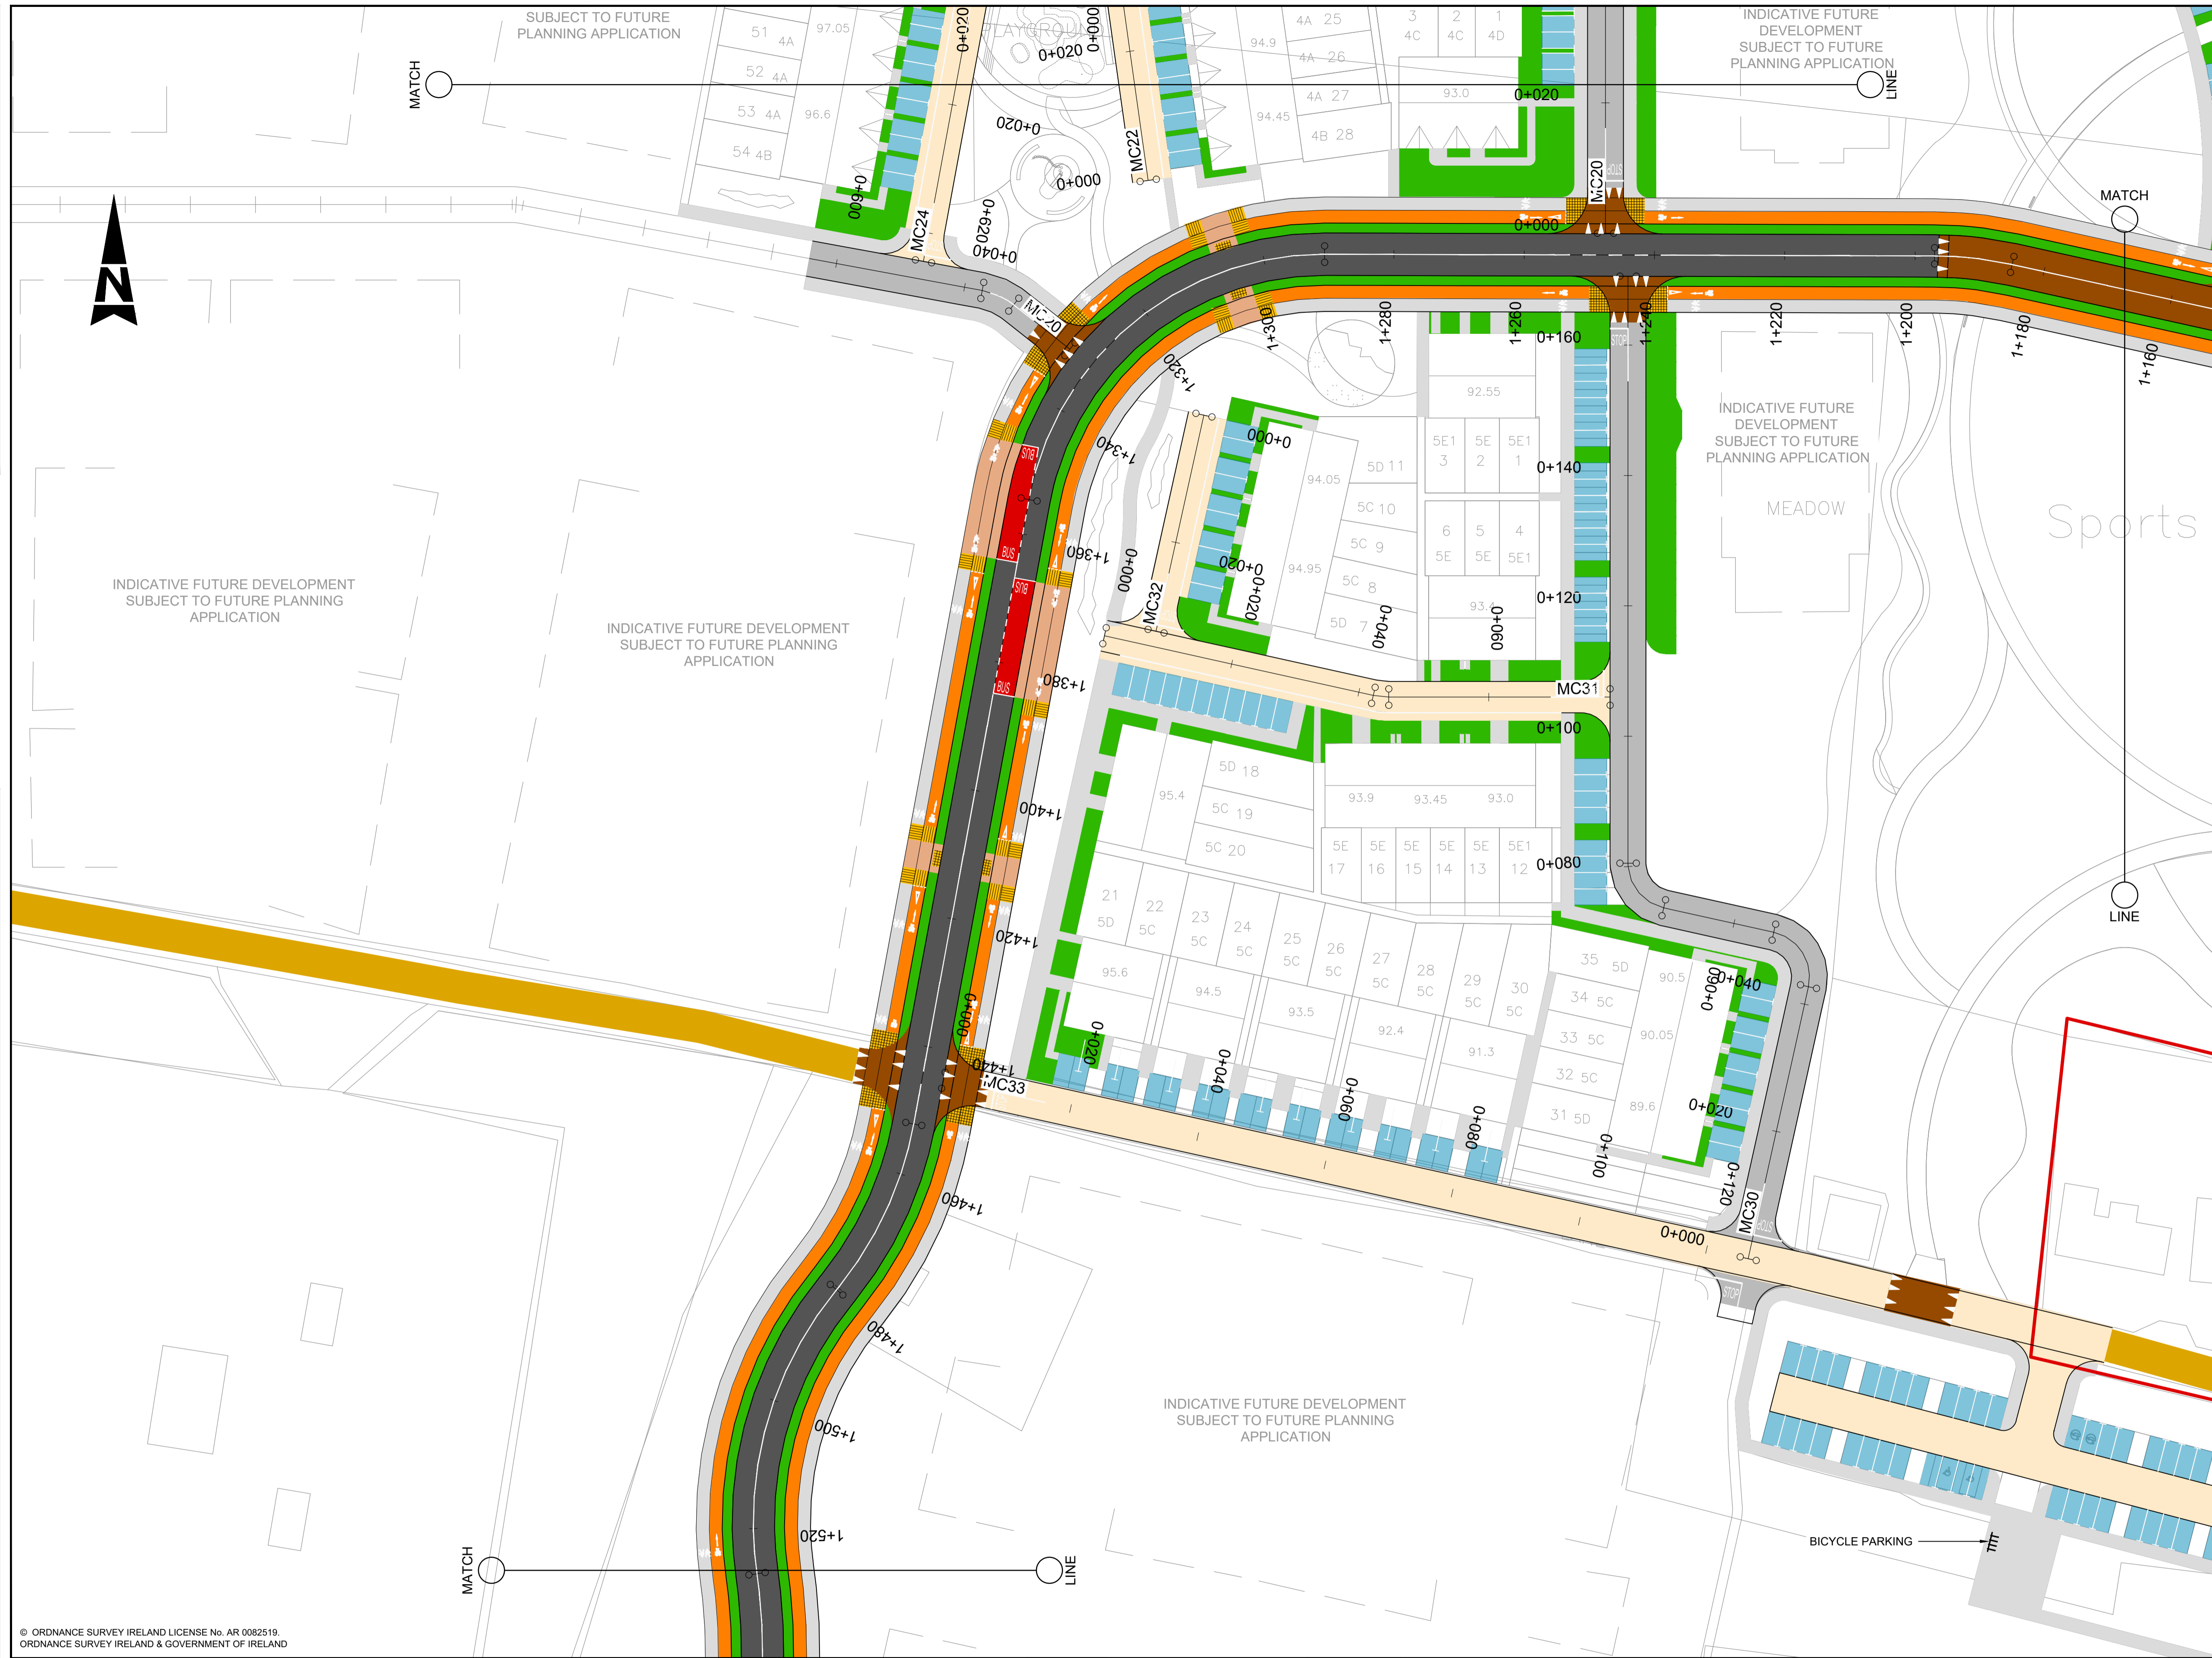 SUBJECT TO FUTURE
PLANNING APPLICATION
51 4A
97.05
52 4A
53 4A
96.6
54 4B
0+020
PLAYGROUND
0+020
0+000
4A 25
94.9
4A 26
4A 27
94.45
4B 28
3 2 1
4C 4C 4D
93.0
0+020
INDICATIVE FUTURE
DEVELOPMENT
SUBJECT TO FUTURE
PLANNING APPLICATION
MATCH
LINE
0+020
0+000
MC22
MC20
STOP
MATCH
0+600
MC24
0+620
0+040
0+000
N
MC20
1+300
1+280
1+260
1+240
1+220
1+200
1+180
1+160
0+160
STOP
1+320
92.55
INDICATIVE FUTURE
DEVELOPMENT
SUBJECT TO FUTURE
PLANNING APPLICATION
MEADOW
Sports
1+340
0+000
5E1 5E 5E1
3 2 1
0+140
5D 11
94.05
5C 10
6 5 4
5E 5E 5E1
5C 9
BUS
BUS
BUS
BUS
1+360
0+000
0+020
0+020
94.95
5C 8
0+120
MC32
5D 7
0+040
93.4
0+060
INDICATIVE FUTURE DEVELOPMENT
SUBJECT TO FUTURE PLANNING
APPLICATION
INDICATIVE FUTURE DEVELOPMENT
SUBJECT TO FUTURE PLANNING
APPLICATION
1+380
MC31
0+100
5D 18
95.4
5C 19
5C 20
93.9 93.45 93.0
1+400
5E 5E 5E 5E 5E 5E1
17 16 15 14 13 12
0+080
21
5D
22
5C
23
5C
24
5C
25
5C
26
5C
27
5C
28
5C
29
5C
30
5C
LINE
1+420
95.6
94.5
93.5
92.4
91.3
35 5D
90.5
0+060
0+040
34 5C
33 5C
90.05
32 5C
31 5D
89.6
0+020
0+000
1+440
MC33
0+020
0+040
0+060
0+080
0+100
0+120
MC30
STOP
0+000
STOP
1+460
1+480
INDICATIVE FUTURE DEVELOPMENT
SUBJECT TO FUTURE PLANNING
APPLICATION
1+500
1+520
BICYCLE PARKING
MATCH
LINE
© ORDNANCE SURVEY IRELAND LICENSE No. AR 0082519.
ORDNANCE SURVEY IRELAND & GOVERNMENT OF IRELAND